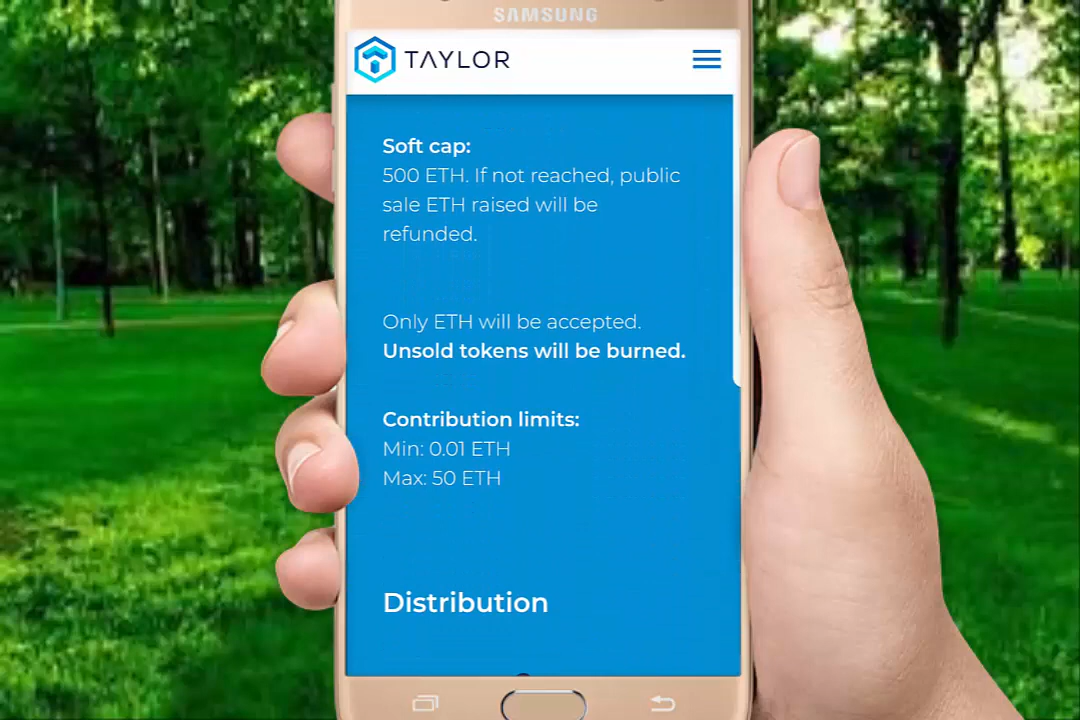 SAMSUNG
TAYLOR
Soft cap:
500 ETH. If not reached, public
sale ETH raised will be
refunded.
Only ETH will be accepted.
Unsold tokens will be burned.
Contribution limits:
Min: 0.01 ETH
Max: 50 ETH
Distribution